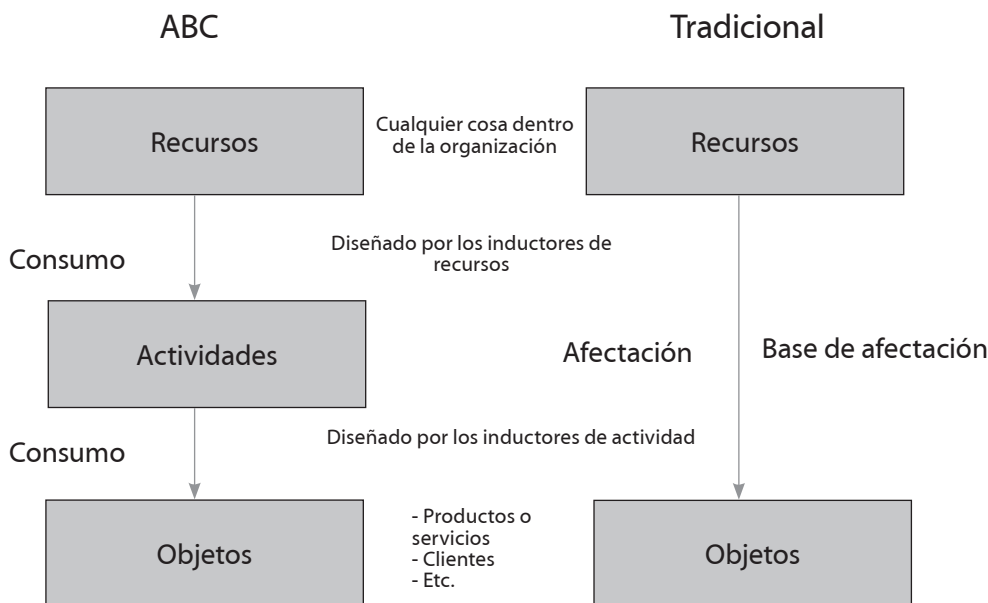 ABC
Tradicional
Recursos
Cualquier cosa dentro
de la organización
Recursos
Consumo
Diseñado por los inductores de
recursos
Actividades
Afectación
Base de afectación
Consumo
Diseñado por los inductores de actividad
Objetos
- Productos o
servicios
- Clientes
- Etc.
Objetos